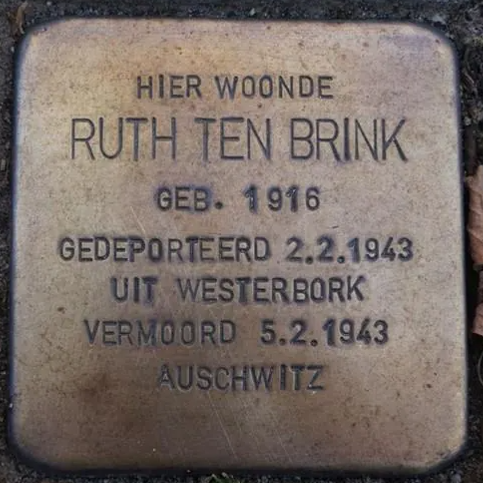 HIER WOONDE
RUTH TEN BRINK
GEB. 1916
GEDEPORTEERD 2.2.1943
UIT WESTERBORK
VERMOORD 5.2.1943
AUSCHWITZ